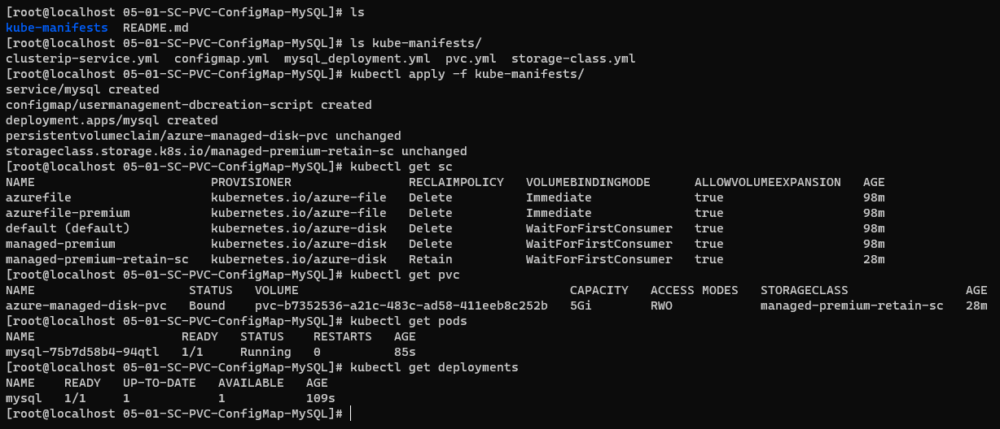 [root@localhost 05-01-SC-PVC-ConfigMap-MySQL]# ls
kube-manifests  README.md
[root@localhost 05-01-SC-PVC-ConfigMap-MySQL]# ls kube-manifests/
clusterip-service.yml  configmap.yml  mysql_deployment.yml  pvc.yml  storage-class.yml
[root@localhost 05-01-SC-PVC-ConfigMap-MySQL]# kubectl apply -f kube-manifests/
service/mysql created
configmap/usermanagement-dbcreation-script created
deployment.apps/mysql created
persistentvolumeclaim/azure-managed-disk-pvc unchanged
storageclass.storage.k8s.io/managed-premium-retain-sc unchanged
[root@localhost 05-01-SC-PVC-ConfigMap-MySQL]# kubectl get sc
NAME                        PROVISIONER                RECLAIMPOLICY   VOLUMEBINDINGMODE      ALLOWVOLUMEEXPANSION   AGE
azurefile                   kubernetes.io/azure-file   Delete          Immediate              true                   98m
azurefile-premium           kubernetes.io/azure-file   Delete          Immediate              true                   98m
default (default)           kubernetes.io/azure-disk   Delete          WaitForFirstConsumer   true                   98m
managed-premium             kubernetes.io/azure-disk   Delete          WaitForFirstConsumer   true                   98m
managed-premium-retain-sc   kubernetes.io/azure-disk   Retain          WaitForFirstConsumer   true                   28m
[root@localhost 05-01-SC-PVC-ConfigMap-MySQL]# kubectl get pvc
NAME                     STATUS   VOLUME                                     CAPACITY   ACCESS MODES   STORAGECLASS                AGE
azure-managed-disk-pvc   Bound    pvc-b7352536-a21c-483c-ad58-411eeb8c252b   5Gi        RWO            managed-premium-retain-sc   28m
[root@localhost 05-01-SC-PVC-ConfigMap-MySQL]# kubectl get pods
NAME                    READY   STATUS    RESTARTS   AGE
mysql-75b7d58b4-94qtl   1/1     Running   0          85s
[root@localhost 05-01-SC-PVC-ConfigMap-MySQL]# kubectl get deployments
NAME    READY   UP-TO-DATE   AVAILABLE   AGE
mysql   1/1     1            1           109s
[root@localhost 05-01-SC-PVC-ConfigMap-MySQL]#